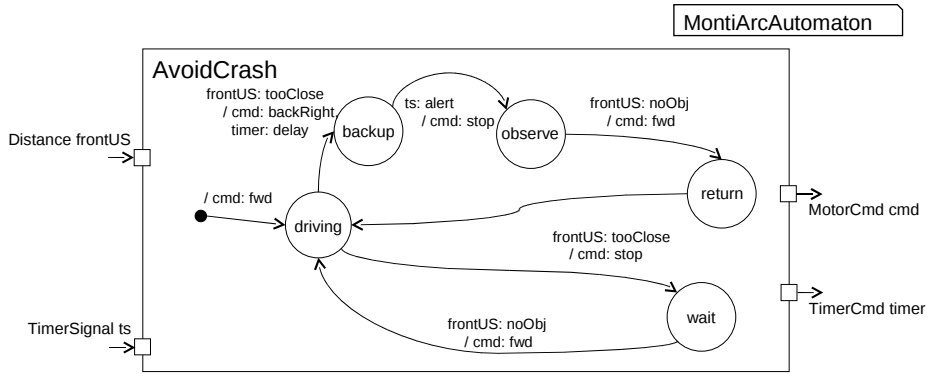 MontiArcAutomaton
AvoidCrash
frontUS: tooClose
/ cmd: backRight,
timer: delay
backup
ts: alert
/ cmd: stop
observe
frontUS: noObj
/ cmd: fwd
Distance frontUS
return
MotorCmd cmd
/ cmd: fwd
driving
frontUS: tooClose
/ cmd: stop
TimerCmd timer
wait
frontUS: noObj
/ cmd: fwd
TimerSignal ts